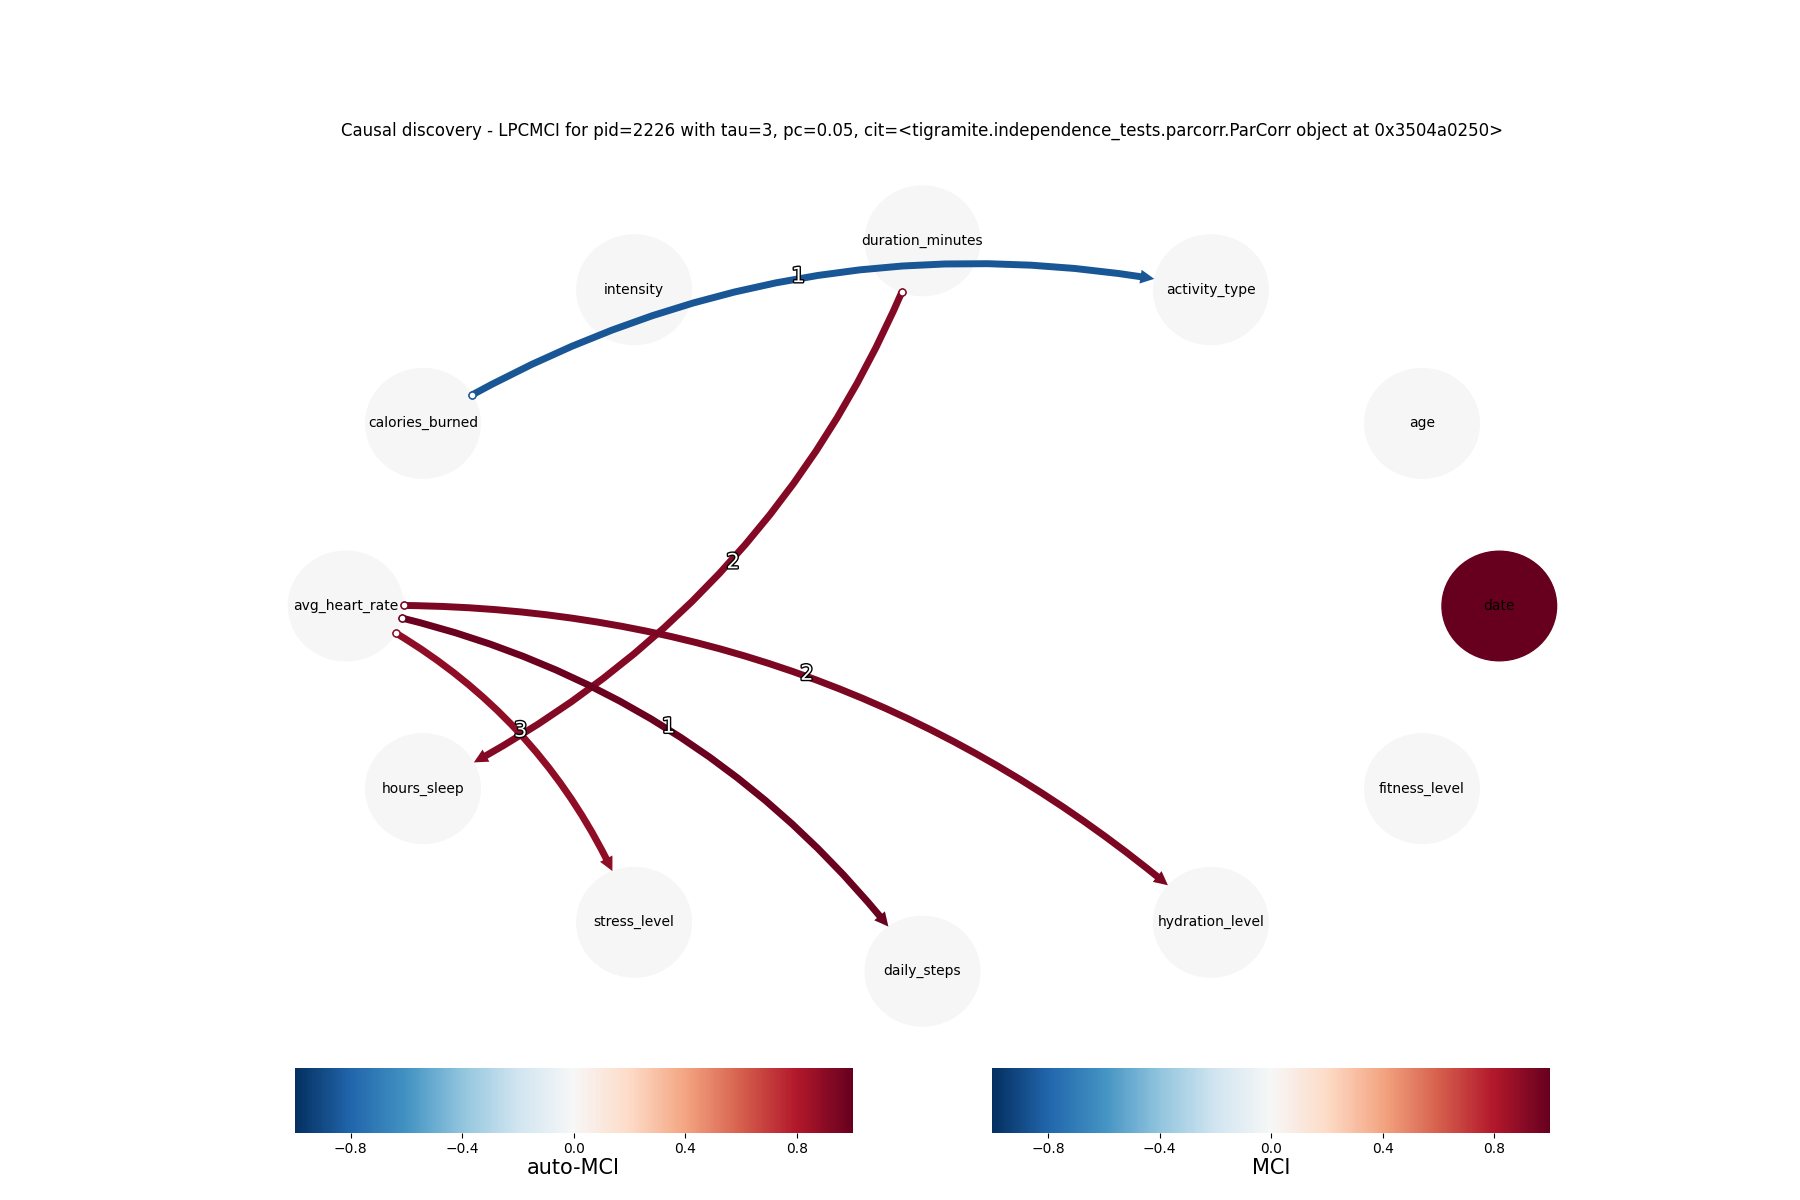 Causal discovery - LPCMCI for pid=2226 with tau=3, pc=0.05, cit=<tigramite.independence_tests.parcorr.ParCorr object at 0x3504a0250>
duration_minutes
intensity
activity_type
1
calories_burned
age
2
avg_heart_rate
date
2
3
1
hours_sleep
fitness_level
stress_level
hydration_level
daily_steps
−0.8 −0.4 0.0 0.4 0.8
auto-MCI
−0.8 −0.4 0.0 0.4 0.8
MCI